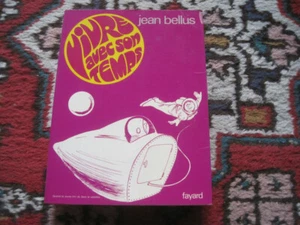 jean bellus
VIVRE
avec son
TEMPS
fayard